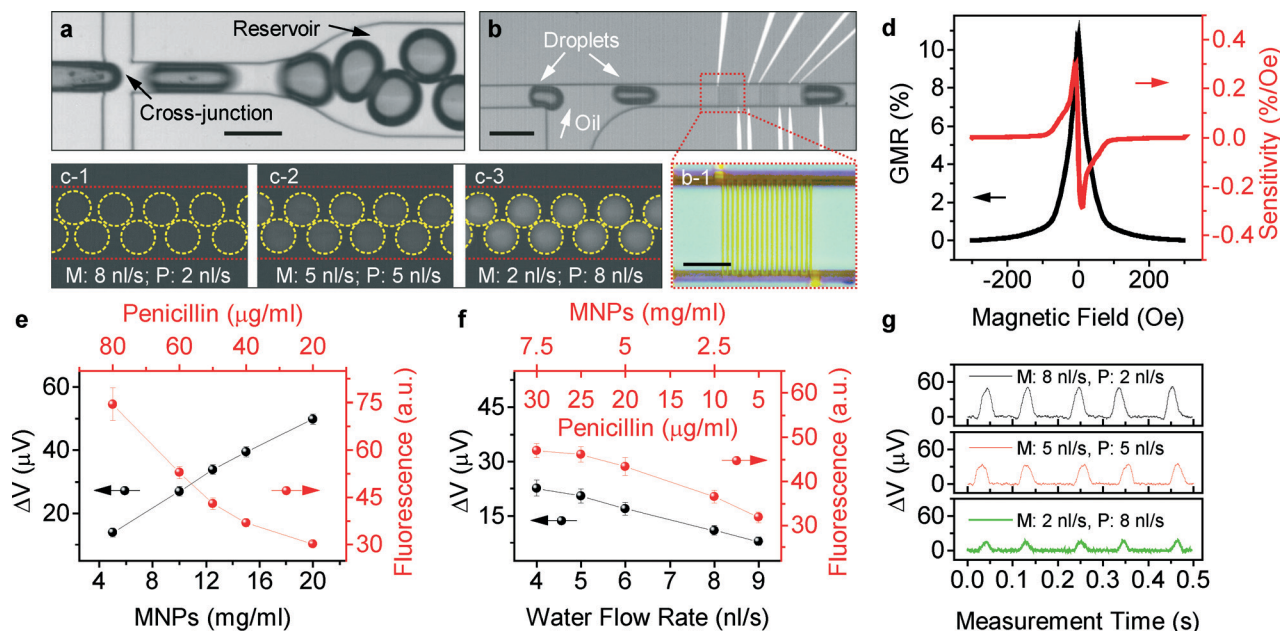 a
Reservoir
Cross-junction
b
Droplets
Oil
c-1
M: 8 nl/s; P: 2 nl/s
c-2
M: 5 nl/s; P: 5 nl/s
c-3
M: 2 nl/s; P: 8 nl/s
b-1
d
GMR (%)
10
8
6
4
2
0
0.4
0.2
0.0
-0.2
-0.4
Sensitivity (%/Oe)
-200 0 200
Magnetic Field (Oe)
e
Penicillin (μg/ml)
80 60 40 20
ΔV (μV)
60
40
20
0
75
60
45
30
Fluorescence (a.u.)
4 8 12 16 20
MNPs (mg/ml)
f
MNPs (mg/ml)
7.5 5 2.5
30 25 20 15 10 5
Penicillin (μg/ml)
ΔV (μV)
45
30
15
60
50
40
30
Fluorescence (a.u.)
4 5 6 7 8 9
Water Flow Rate (nl/s)
g
M: 8 nl/s, P: 2 nl/s
60
0
M: 5 nl/s, P: 5 nl/s
60
0
M: 2 nl/s, P: 8 nl/s
60
0
ΔV (μV)
0.0 0.1 0.2 0.3 0.4 0.5
Measurement Time (s)